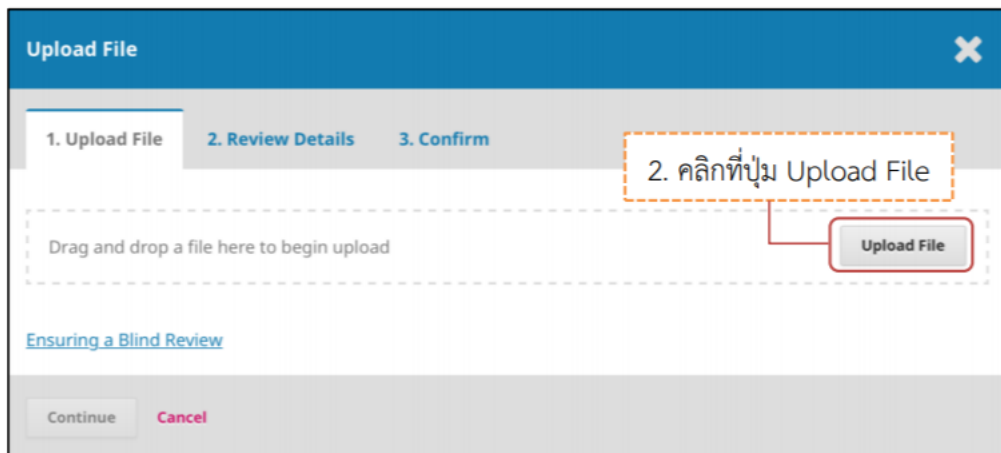 Upload File
1. Upload File 2. Review Details 3. Confirm
2. คลิกที่ปุ่ม Upload File
Drag and drop a file here to begin upload Upload File
Ensuring a Blind Review
Continue Cancel